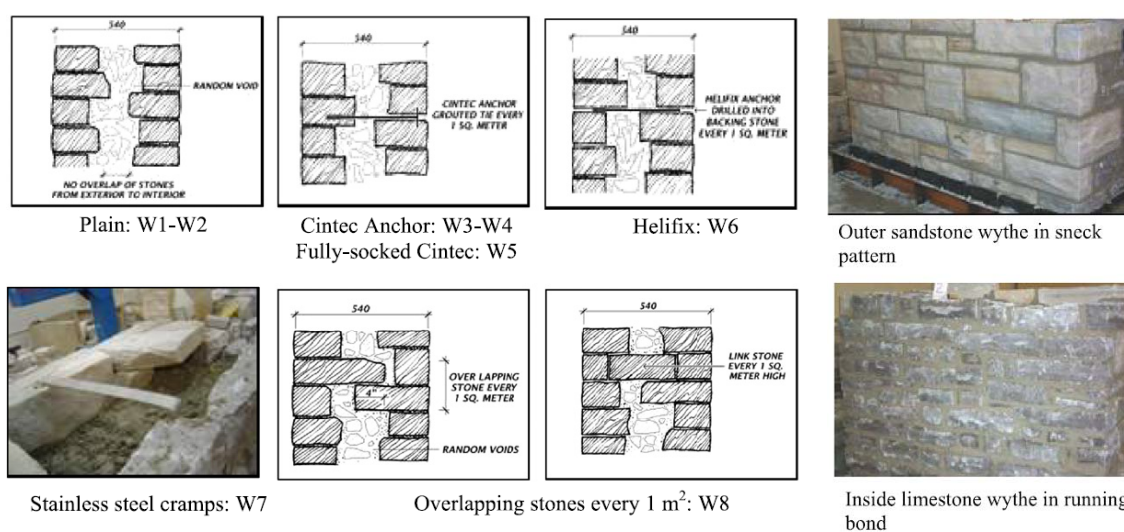 540
RANDON VOID
NO OVERLAP OF STONES
FROM EXTERIOR TO INTERIOR
Plain: W1-W2
540
CINTEC ANCHOR
GROUTED TIE EVERY
1 SQ. METER
Cintec Anchor: W3-W4
Fully-socked Cintec: W5
540
HELIFIX ANCHOR
DRILLED INTO
BACKING STONE
EVERY 1 SQ. METER
Helifix: W6
Outer sandstone wythe in sneck
pattern
Stainless steel cramps: W7
540
OVER LAPPING
STONE EVERY
1 SQ. METER
4"
RANDOM VOIDS
540
LINK STONE
EVERY 1 SQ.
METER HIGH
Overlapping stones every 1 m²: W8
2
Inside limestone wythe in running
bond